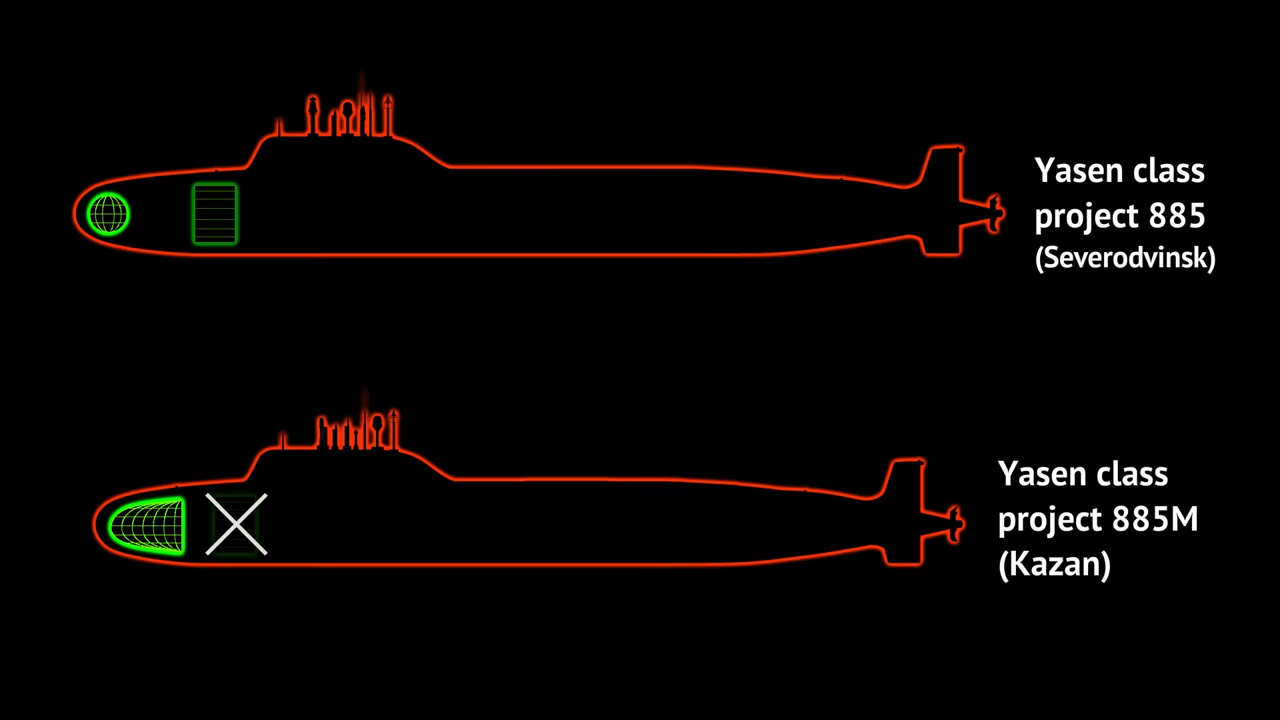 Yasen class
project 885
(Severodvinsk)
Yasen class
project 885M
(Kazan)